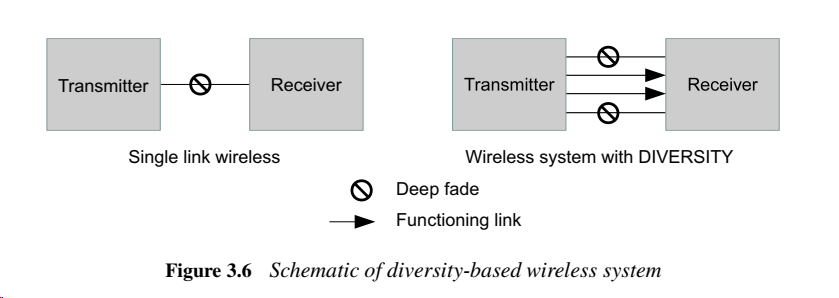 Transmitter
Receiver
Transmitter
Receiver
Single link wireless
Wireless system with DIVERSITY
Deep fade
Functioning link
Figure 3.6 Schematic of diversity-based wireless system